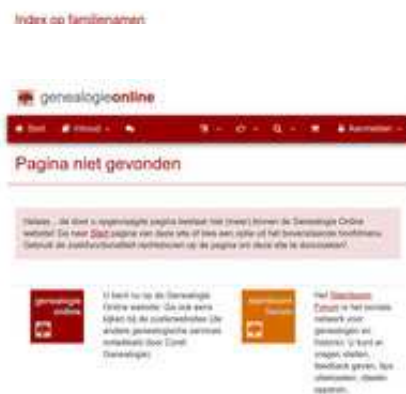 Index op familienamen
genealogieonline
Start Inhoud Aanmelden
Pagina niet gevonden
Helaas... de door u opgevraagde pagina bestaat niet (meer) binnen de Genealogie Online
website! Ga naar Start pagina van deze site of kies een optie uit het bovenstaande hoofdmenu.
Gebruik de zoekfunctionaliteit rechtsboven op de pagina om deze site te doorzoeken!
genealogie
online
U bent nu op de Genealogie
Online website. Ga ook eens
kijken bij de zusterwebsites (de
andere genealogische services
ontwikkeld door Coret
Genealogie).
stamboom
forum
Het Stamboom
Forum is het sociale
netwerk voor
genealogen en
historici. U kunt er
vragen stellen,
feedback geven, tips
uitwisselen, ideeën
opperen,